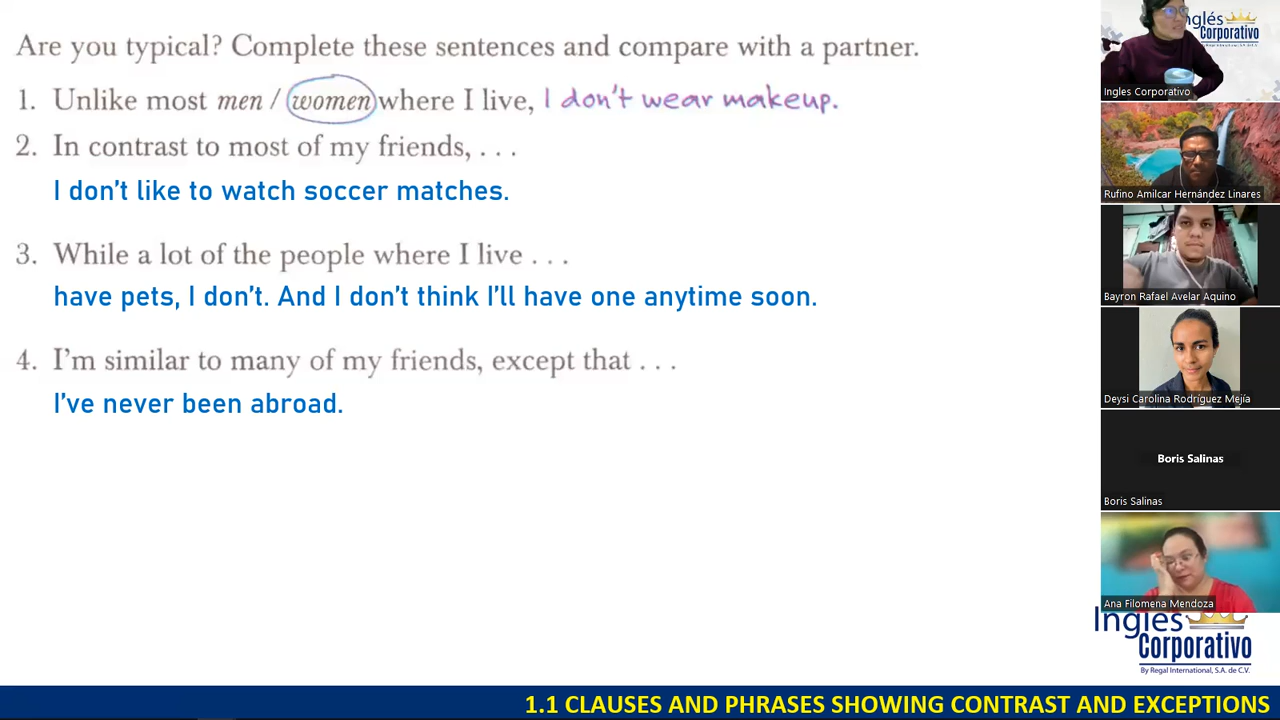 Are you typical? Complete these sentences and compare with a partner.
1. Unlike most men / women where I live, I don't wear makeup.
2. In contrast to most of my friends, . . .
I don't like to watch soccer matches.
3. While a lot of the people where I live . . .
have pets, I don't. And I don't think I'll have one anytime soon.
4. I'm similar to many of my friends, except that . . .
I've never been abroad.
Inglés
Corporativo
Ingles Corporativo
Rufino Amilcar Hernández Linares
Bayron Rafael Avelar Aquino
Deysi Carolina Rodríguez Mejía
Boris Salinas
Boris Salinas
Ana Filomena Mendoza
Inglés
Corporativo
By Regal International, S.A. de C.V.
1.1 CLAUSES AND PHRASES SHOWING CONTRAST AND EXCEPTIONS